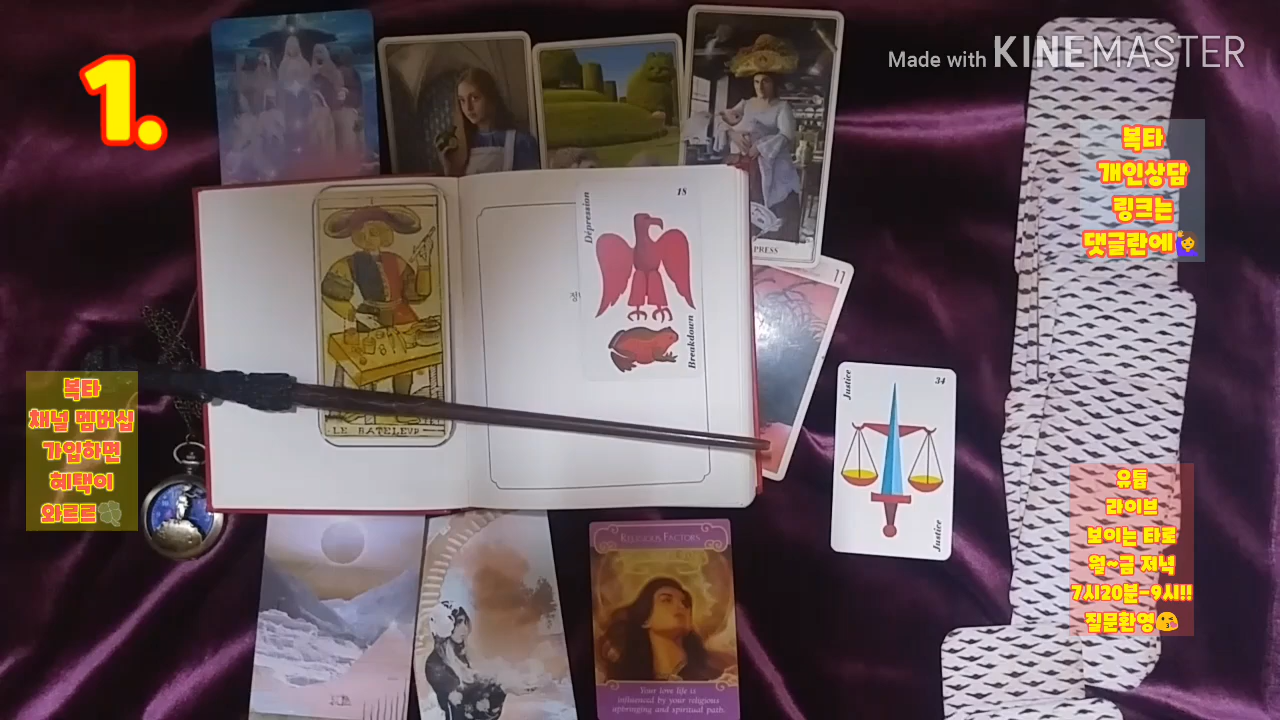 1.
Made with KINEMASTER
복타
개인상담
링크는
댓글란에🙋‍♀️
복타
채널 멤버십
가입하면
혜택이
와르르🍀
유튭
라이브
보이는 타로
월~금 저녁
7시20분-9시!!
질문환영😘
PRESS
11
LE BATELEVR
18
Dépression
Breakdown
Justice
34
Justice
RELIGIOUS FACTORS
Your love life is
influenced by your religious
upbringing and spiritual path.